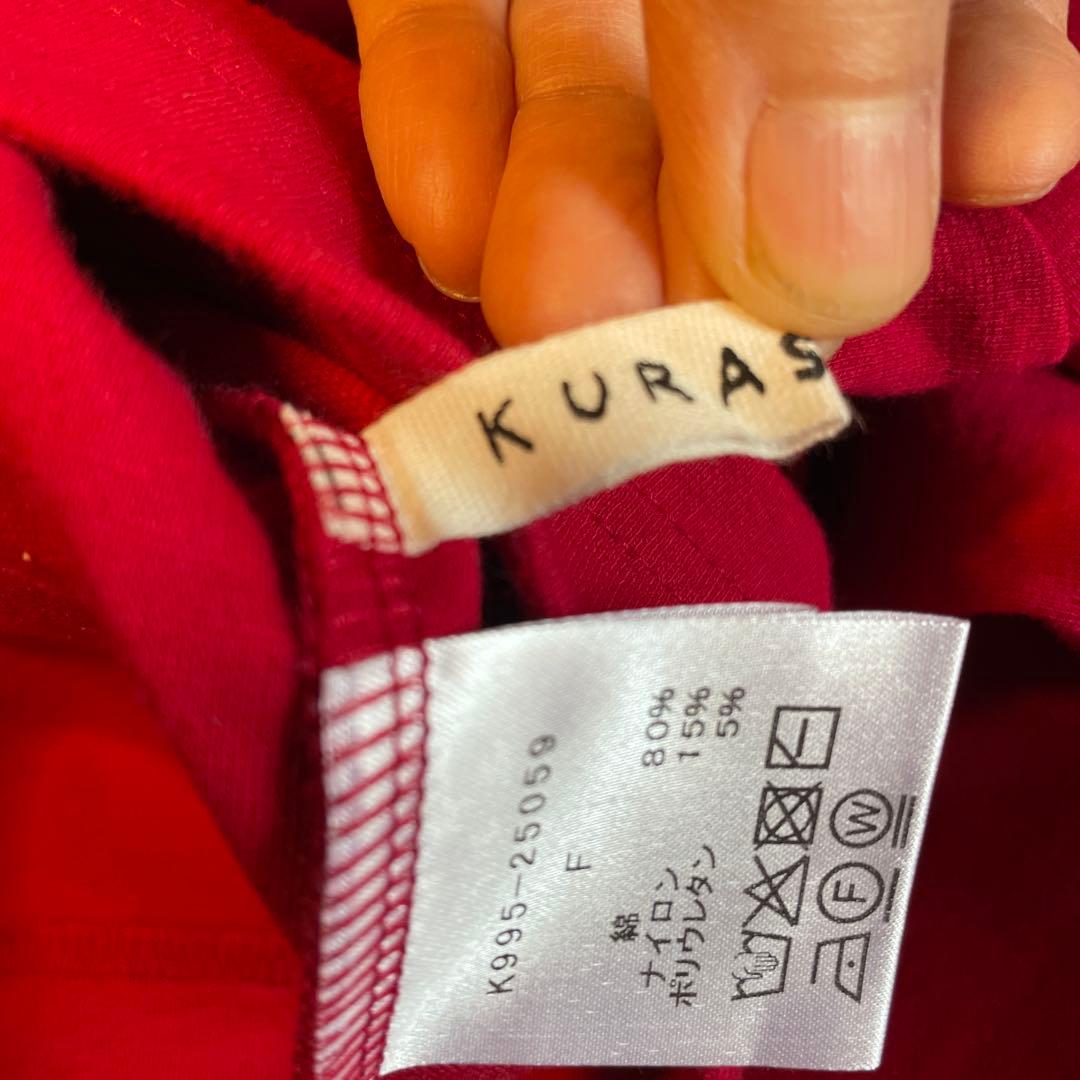 KURAS
K995-25059
F
綿 80%
ナイロン 15%
ポリウレタン 5%
W
F